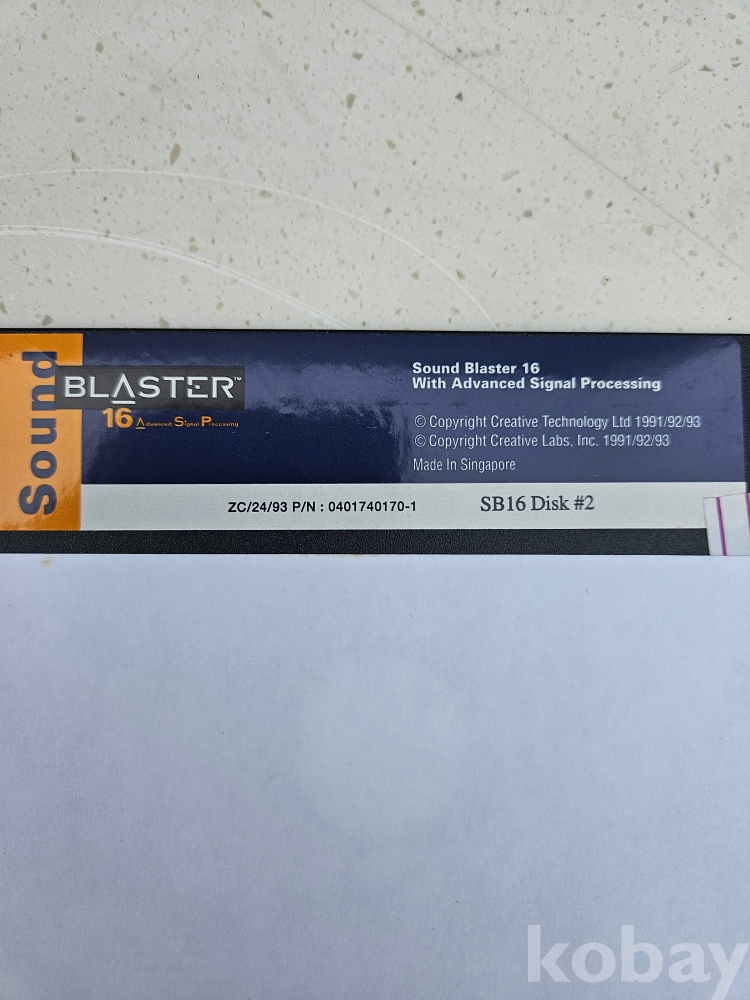 Sound
BLASTER™
16 Advanced Signal Processing
Sound Blaster 16
With Advanced Signal Processing
© Copyright Creative Technology Ltd 1991/92/93
© Copyright Creative Labs, Inc. 1991/92/93
Made In Singapore
ZC/24/93 P/N : 0401740170-1
SB16 Disk #2
kobay